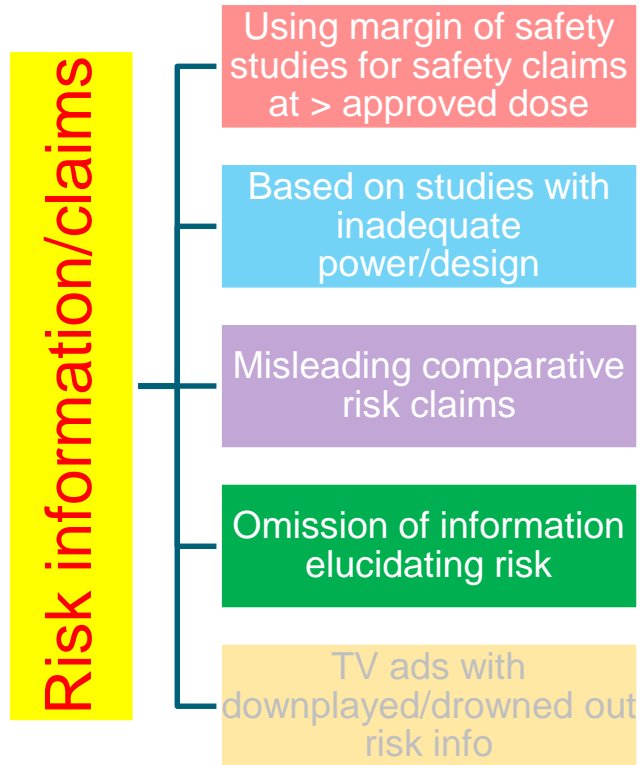 Risk information/claims
Using margin of safety
studies for safety claims
at > approved dose
Based on studies with
inadequate
power/design
Misleading comparative
risk claims
Omission of information
elucidating risk
TV ads with
downplayed/drowned out
risk info